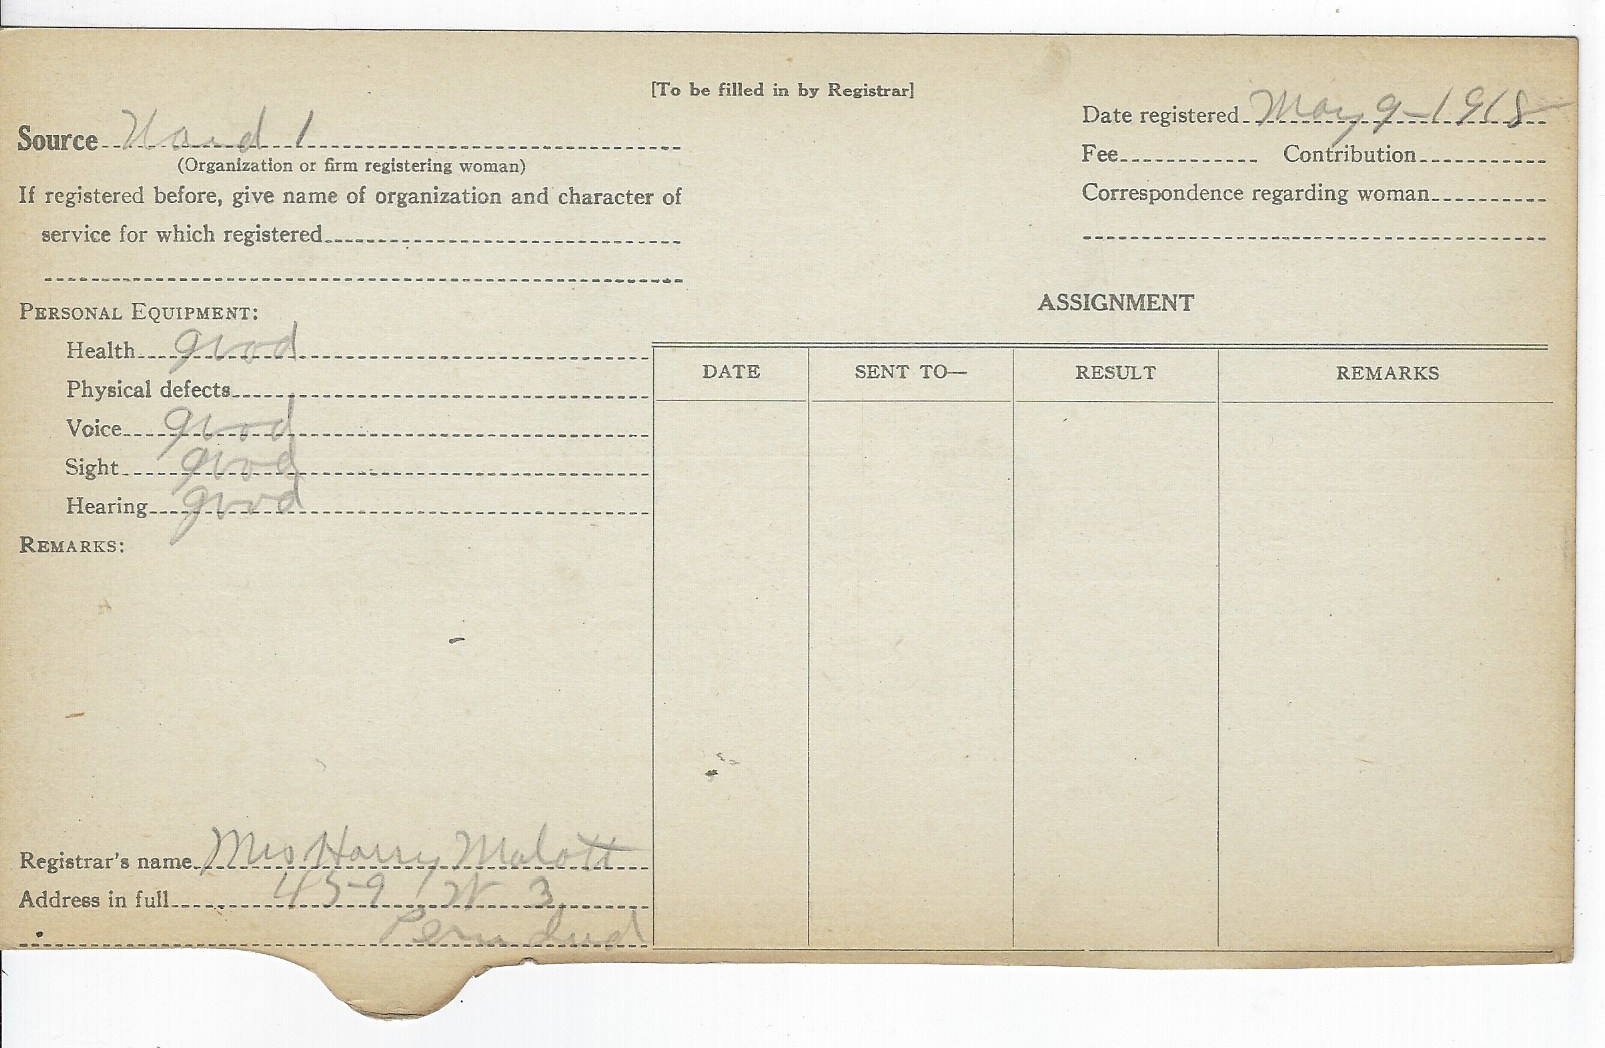 [To be filled in by Registrar]
Source Ward 1
(Organization or firm registering woman)
If registered before, give name of organization and character of
service for which registered
Date registered May 9-1918
Fee Contribution
Correspondence regarding woman
PERSONAL EQUIPMENT:
Health good
Physical defects
Voice good
Sight good
Hearing good
REMARKS:
Registrar's name Mrs Harry Malott
Address in full 459 W 3
Peru Ind
ASSIGNMENT
DATE SENT TO— RESULT REMARKS